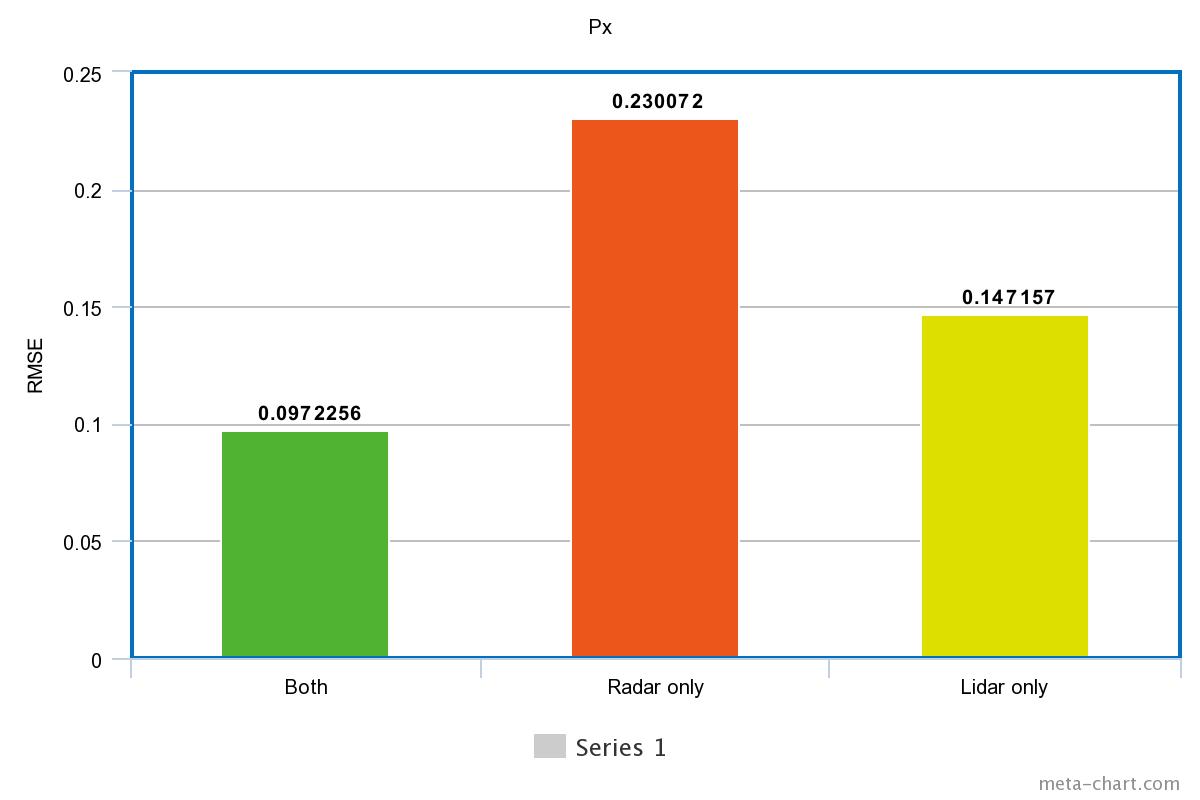 Px
0.25
0.2
0.15
0.1
0.05
0
RMSE
0.0972256
0.230072
0.147157
Both
Radar only
Lidar only
Series 1
meta-chart.com